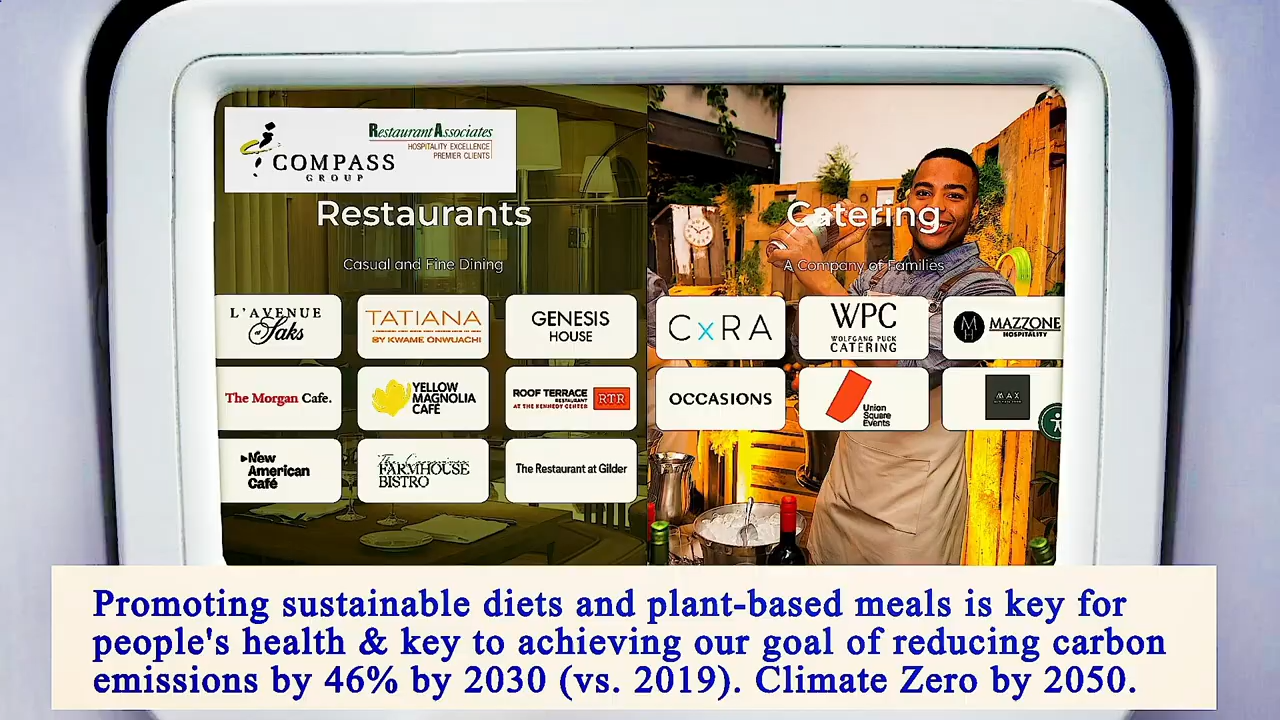 COMPASS
GROUP
RESTAURANT ASSOCIATES
HOSPITALITY EXCELLENCE
PREMIER CLIENTS
Restaurants
Casual and Fine Dining
L'AVENUE
Saks
TATIANA
BY KWAME ONWUACHI
GENESIS
HOUSE
The Morgan Cafe.
YELLOW
MAGNOLIA
CAFÉ
ROOF TERRACE
RESTAURANT
AT THE KENNEDY CENTER
RTR
New
American
Café
FARMHOUSE
BISTRO
The Restaurant at Gilder
Catering
A Company of Families
CxRA
WPC
WOLFGANG PUCK
CATERING
MH
MAZZONE
HOSPITALITY
OCCASIONS
Union
Square
Events
MAX
Promoting sustainable diets and plant-based meals is key for
people's health & key to achieving our goal of reducing carbon
emissions by 46% by 2030 (vs. 2019). Climate Zero by 2050.